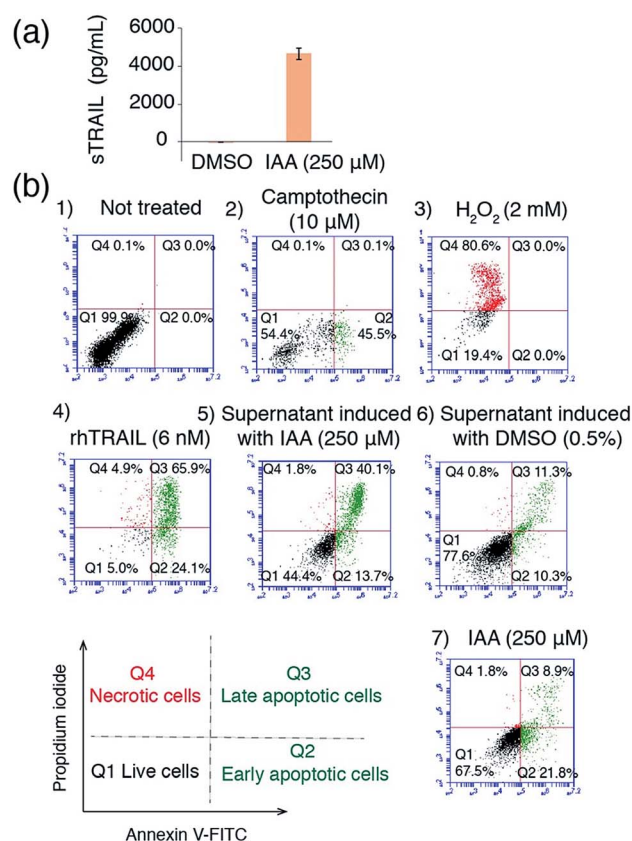 (a)
sTRAIL (pg/mL)
6000
4000
2000
0
DMSO IAA (250 μM)
(b)
1) Not treated
Q4 0.1% Q3 0.0%
Q1 99.9% Q2 0.0%
2) Camptothecin
(10 μM)
Q4 0.1% Q3 0.1%
Q1 Q2
54.4% 45.5%
3) H₂O₂ (2 mM)
Q4 80.6% Q3 0.0%
Q1 19.4% Q2 0.0%
4)
rhTRAIL (6 nM)
Q4 4.9% Q3 65.9%
Q1 5.0% Q2 24.1%
5) Supernatant induced
with IAA (250 μM)
Q4 1.8% Q3 40.1%
Q1 44.4% Q2 13.7%
6) Supernatant induced
with DMSO (0.5%)
Q4 0.8% Q3 11.3%
Q1
77.6%
Q2 10.3%
Propidium iodide
Q4
Necrotic cells
Q3
Late apoptotic cells
Q1 Live cells
Q2
Early apoptotic cells
Annexin V-FITC
7) IAA (250 μM)
Q4 1.8% Q3 8.9%
Q1
67.5% Q2 21.8%